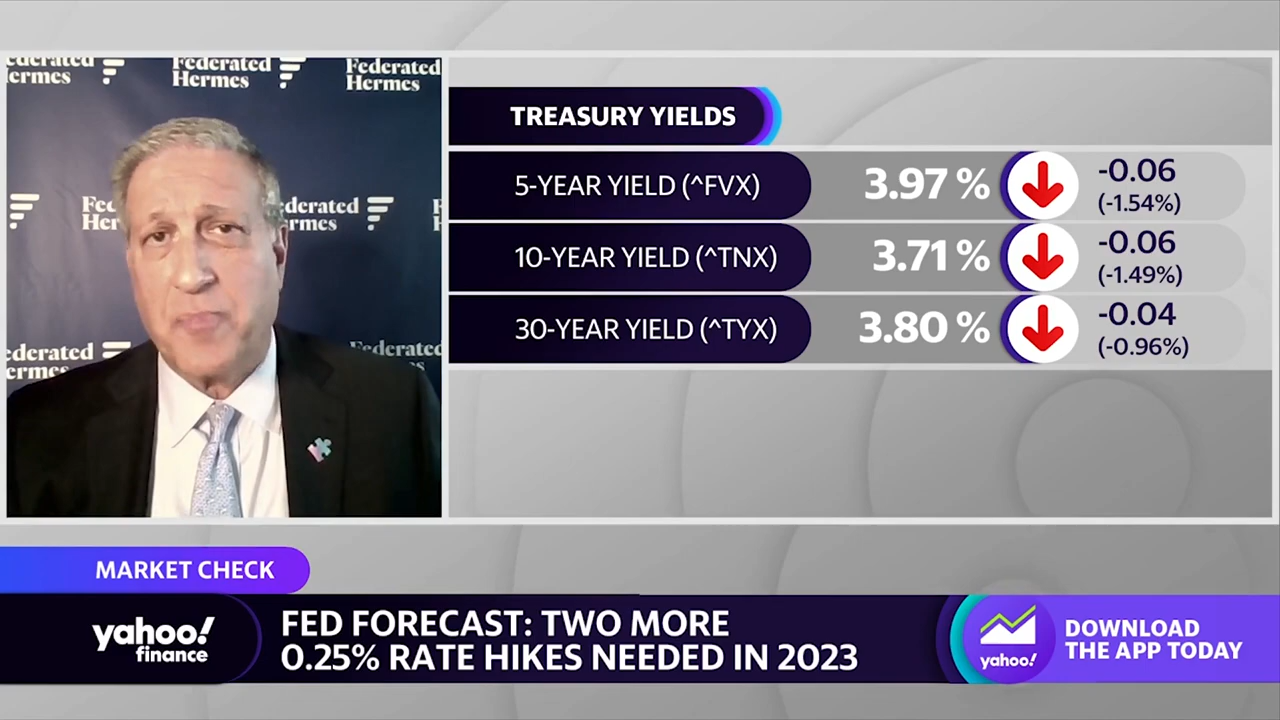 Federated
Hermes
Federated
Hermes
Federated
Hermes
TREASURY YIELDS
5-YEAR YIELD (^FVX)
3.97 %
-0.06
(-1.54%)
10-YEAR YIELD (^TNX)
3.71 %
-0.06
(-1.49%)
30-YEAR YIELD (^TYX)
3.80 %
-0.04
(-0.96%)
MARKET CHECK
yahoo!
finance
FED FORECAST: TWO MORE
0.25% RATE HIKES NEEDED IN 2023
yahoo!
DOWNLOAD
THE APP TODAY